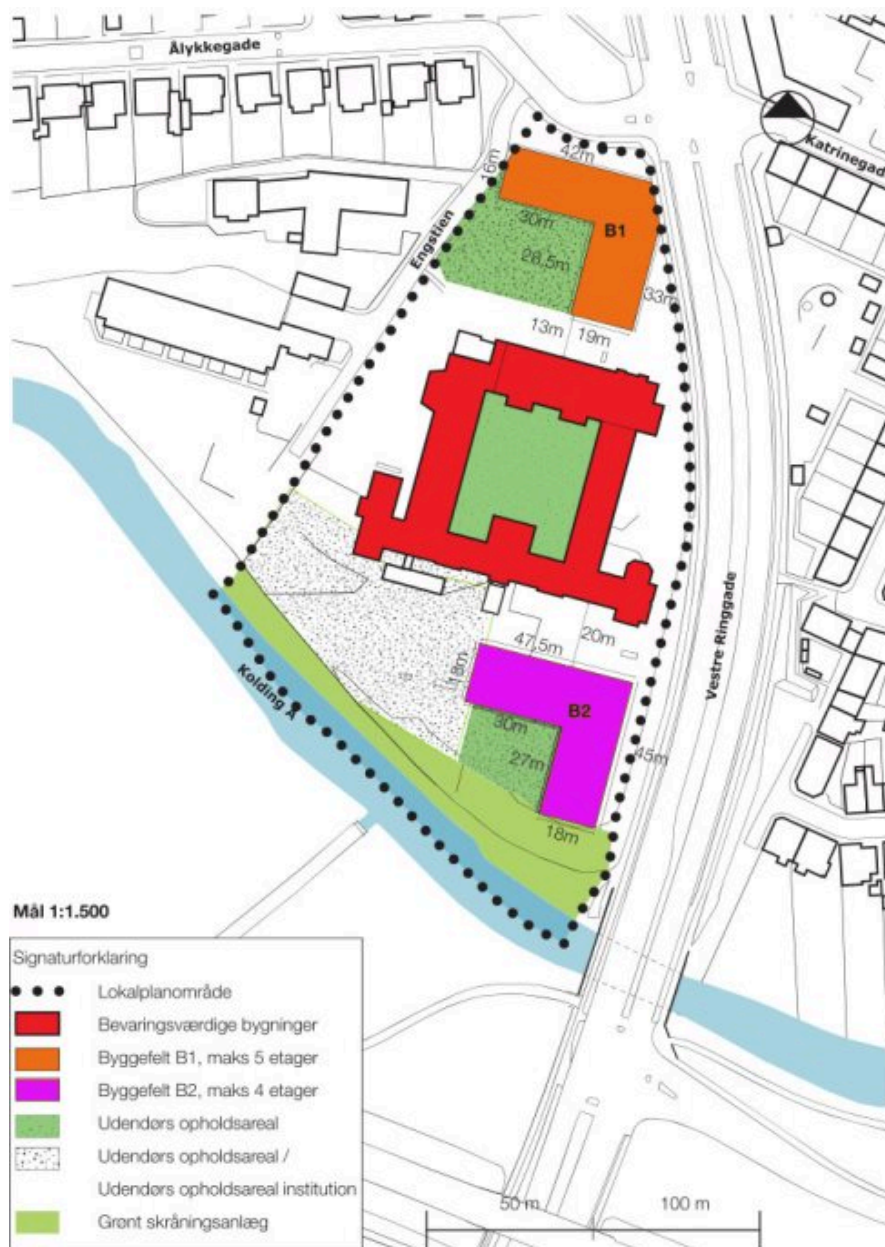 Ålykkegade
Katrinegad
42m
16m
Engstien
30m
B1
28,5m
33m
13m
19m
Vestre Ringgade
20m
47,5m
18m
Kolding Å
30m
B2
27m
45m
18m
Mål 1:1.500
Signaturforklaring
Lokalplanområde
Bevaringsværdige bygninger
Byggefelt B1, maks 5 etager
Byggefelt B2, maks 4 etager
Udendørs opholdsareal
Udendørs opholdsareal /
Udendørs opholdsareal institution
Grønt skråningsanlæg
50 m
100 m